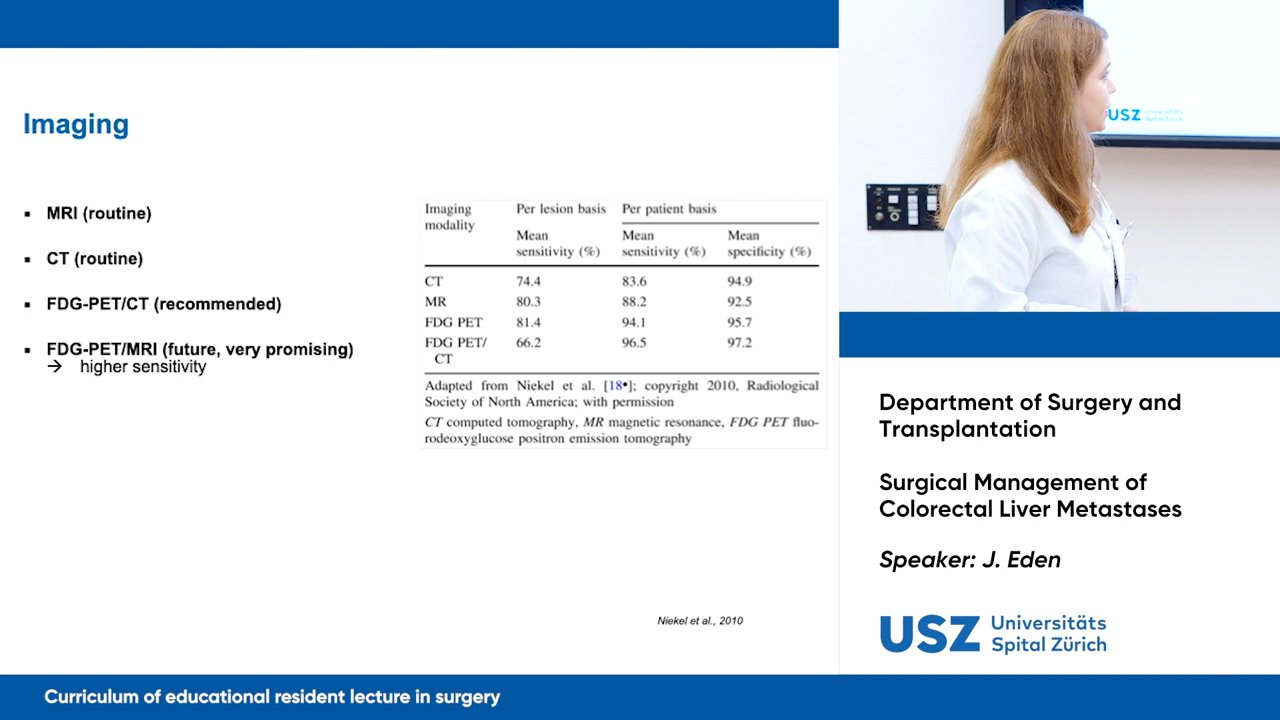 Imaging
▪ MRI (routine)
▪ CT (routine)
▪ FDG-PET/CT (recommended)
▪ FDG-PET/MRI (future, very promising)
→ higher sensitivity
Imaging modality | Per lesion basis | Per patient basis
Mean sensitivity (%) | Mean sensitivity (%) | Mean specificity (%)
CT 74.4 83.6 94.9
MR 80.3 88.2 92.5
FDG PET 81.4 94.1 95.7
FDG PET/CT 66.2 96.5 97.2
Adapted from Niekel et al. [18•]; copyright 2010, Radiological
Society of North America; with permission
CT computed tomography, MR magnetic resonance, FDG PET fluo-
rodeoxyglucose positron emission tomography
Niekel et al., 2010
USZ Universitäts
Spital Zürich
Department of Surgery and
Transplantation
Surgical Management of
Colorectal Liver Metastases
Speaker: J. Eden
USZ Universitäts
Spital Zürich
Curriculum of educational resident lecture in surgery